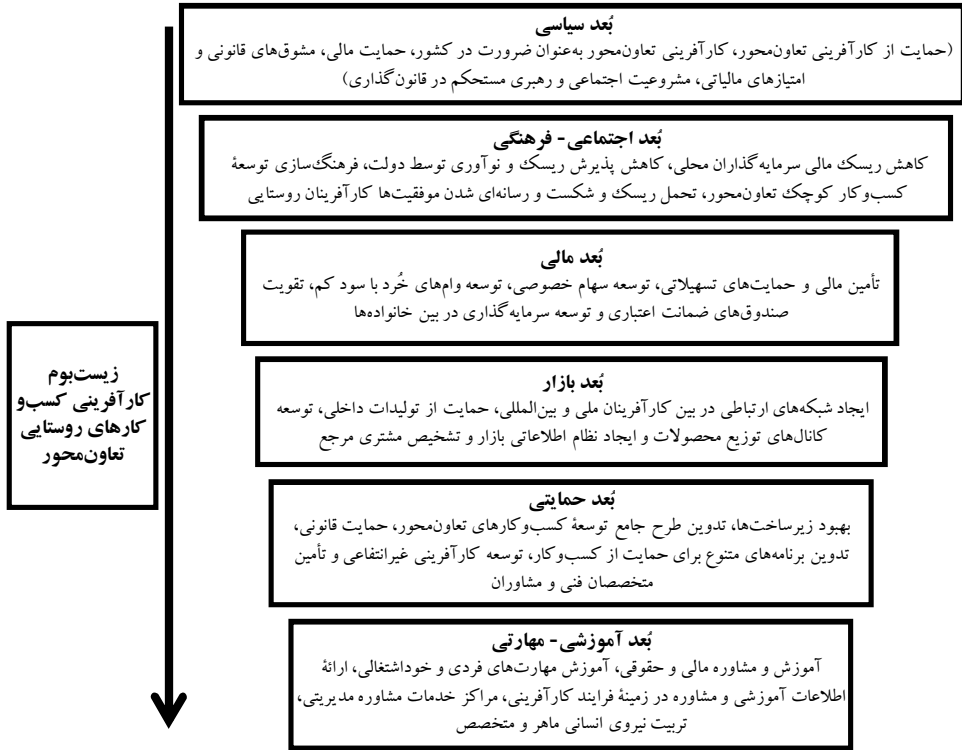 بُعد سیاسی
(حمایت از کارآفرینی تعاون‌محور، کارآفرینی تعاون‌محور به‌عنوان ضرورت در کشور، حمایت مالی، مشوق‌های قانونی و
امتیازهای مالیاتی، مشروعیت اجتماعی و رهبری مستحکم در قانون‌گذاری)
بُعد اجتماعی- فرهنگی
کاهش ریسک مالی سرمایه‌گذاران محلی، کاهش پذیرش ریسک و نوآوری توسط دولت، فرهنگ‌سازی توسعهٔ
کسب‌وکار کوچک تعاون‌محور، تحمل ریسک و شکست و رسانه‌ای شدن موفقیت‌ها کارآفرینان روستایی
بُعد مالی
تأمین مالی و حمایت‌های تسهیلاتی، توسعه سهام خصوصی، توسعه وام‌های خُرد با سود کم، تقویت
صندوق‌های ضمانت اعتباری و توسعه سرمایه‌گذاری در بین خانواده‌ها
بُعد بازار
ایجاد شبکه‌های ارتباطی در بین کارآفرینان ملی و بین‌المللی، حمایت از تولیدات داخلی، توسعه
کانال‌های توزیع محصولات و ایجاد نظام اطلاعاتی بازار و تشخیص مشتری مرجع
بُعد حمایتی
بهبود زیرساخت‌ها، تدوین طرح جامع توسعهٔ کسب‌وکارهای تعاون‌محور، حمایت قانونی،
تدوین برنامه‌های متنوع برای حمایت از کسب‌وکار، توسعه کارآفرینی غیرانتفاعی و تأمین
متخصصان فنی و مشاوران
بُعد آموزشی- مهارتی
آموزش و مشاوره مالی و حقوقی، آموزش مهارت‌های فردی و خوداشتغالی، ارائهٔ
اطلاعات آموزشی و مشاوره در زمینهٔ فرایند کارآفرینی، مراکز خدمات مشاوره مدیریتی،
تربیت نیروی انسانی ماهر و متخصص
زیست‌بوم
کارآفرینی کسب‌و
کارهای روستایی
تعاون‌محور